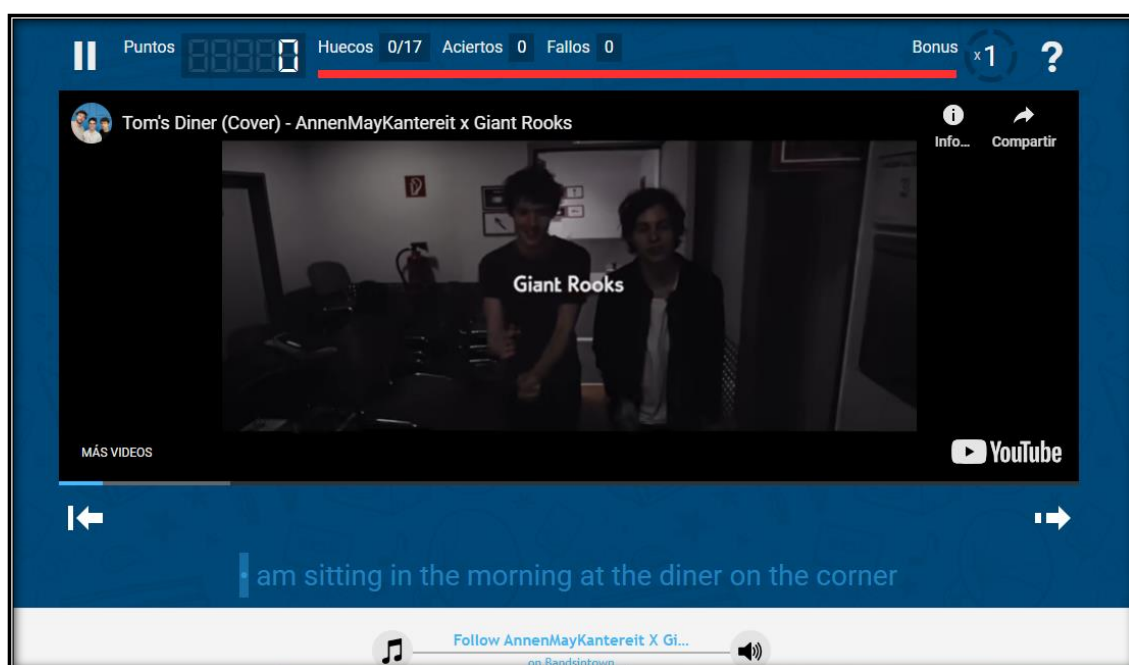 Puntos 0 Huecos 0/17 Aciertos 0 Fallos 0 Bonus x1 ?
Tom's Diner (Cover) - AnnenMayKantereit x Giant Rooks
Info... Compartir
Giant Rooks
MÁS VIDEOS
YouTube
am sitting in the morning at the diner on the corner
Follow AnnenMayKantereit X Gi...
on Bandsintown